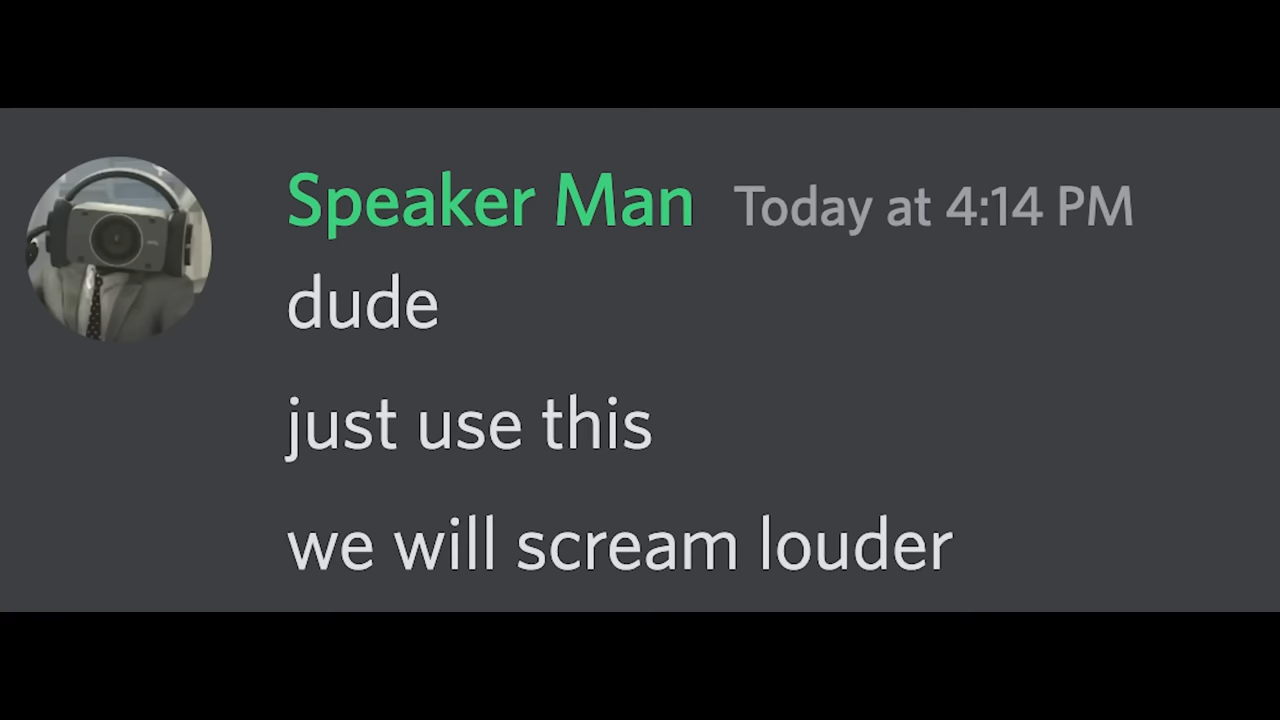 Speaker Man Today at 4:14 PM
dude
just use this
we will scream louder